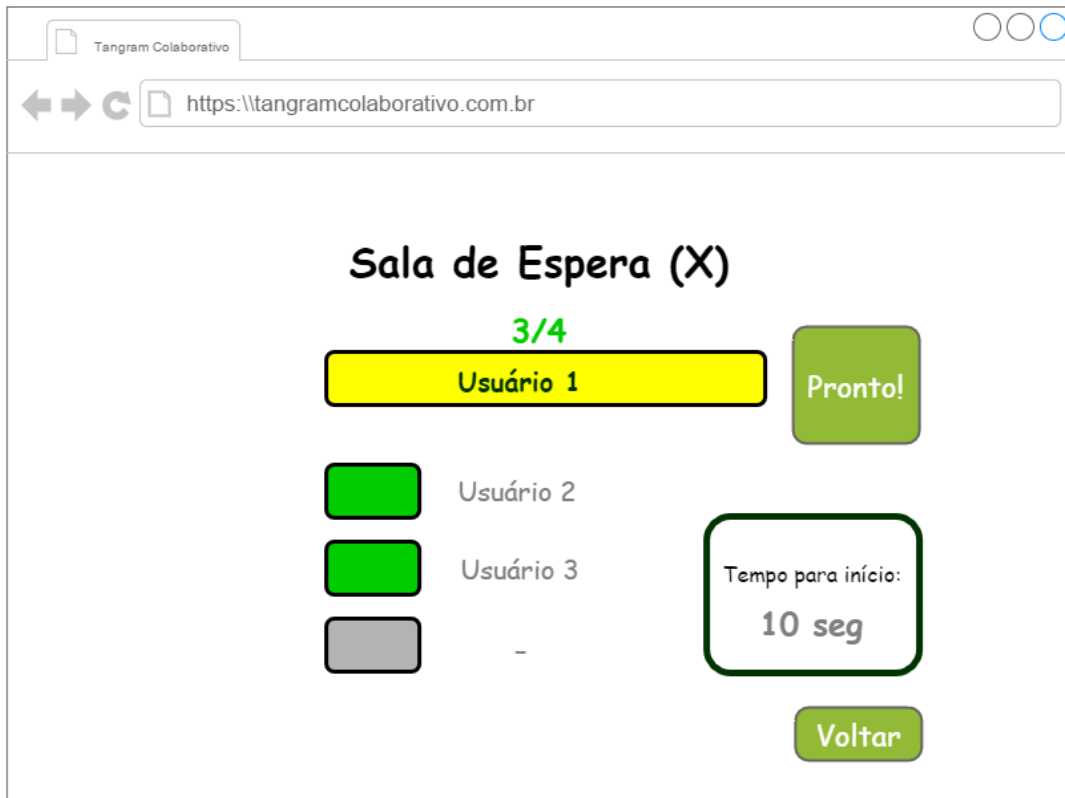 Tangram Colaborativo
https:\\tangramcolaborativo.com.br
Sala de Espera (X)
3/4
Usuário 1
Pronto!
Usuário 2
Usuário 3
-
Tempo para início:
10 seg
Voltar